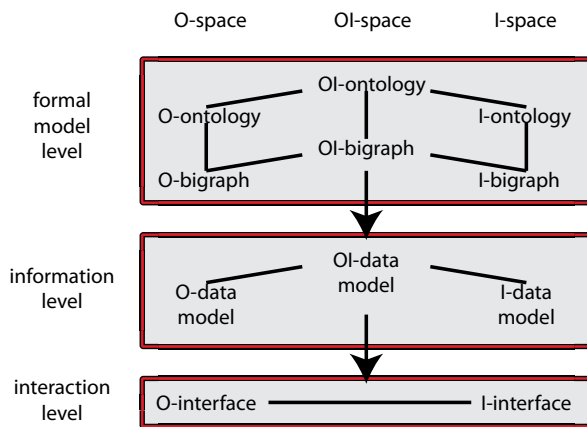 O-space OI-space I-space
formal
model
level
OI-ontology
O-ontology I-ontology
OI-bigraph
O-bigraph I-bigraph
information
level
OI-data
model
O-data
model
I-data
model
interaction
level
O-interface I-interface